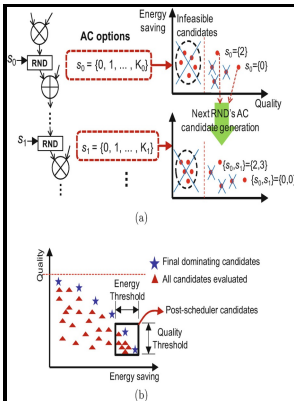 Energy
saving
Infeasible
candidates
AC options
s0
RND
s0 = {0, 1, ... , K0}
s0={2}
s0={0}
Quality
Next RND's AC
candidate generation
s1
RND
s1 = {0, 1, ... , K1}
{s0,s1}={2,3}
{s0,s1}={0,0}
(a)
Quality
Final dominating candidates
All candidates evaluated
Energy
Threshold
Post-scheduler candidates
Quality
Threshold
Energy saving
(b)